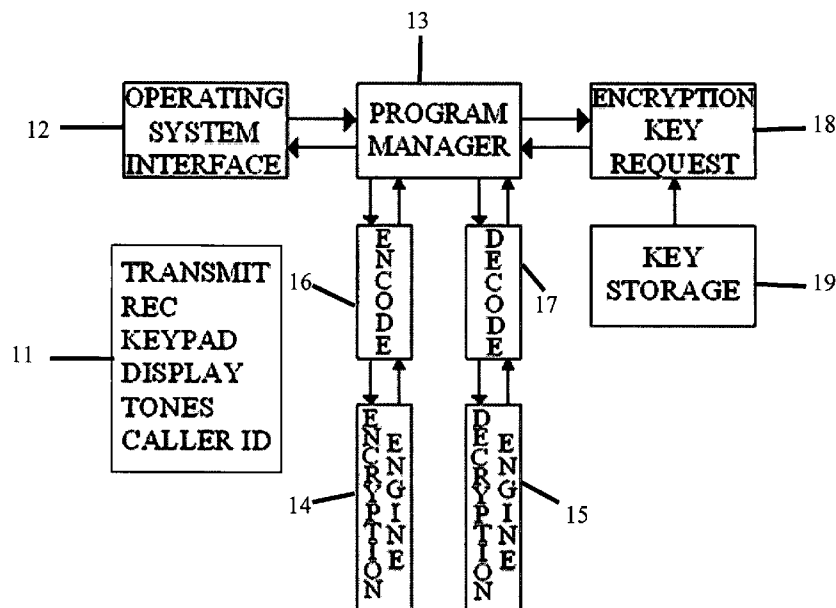 13
OPERATING
SYSTEM
INTERFACE
12
PROGRAM
MANAGER
ENCRYPTION
KEY
REQUEST
18
ENCODE
16
DECODE
17
KEY
STORAGE
19
TRANSMIT
REC
KEYPAD
DISPLAY
TONES
CALLER ID
11
ENCRYPTION
ENGINE
14
DECRYPTION
ENGINE
15